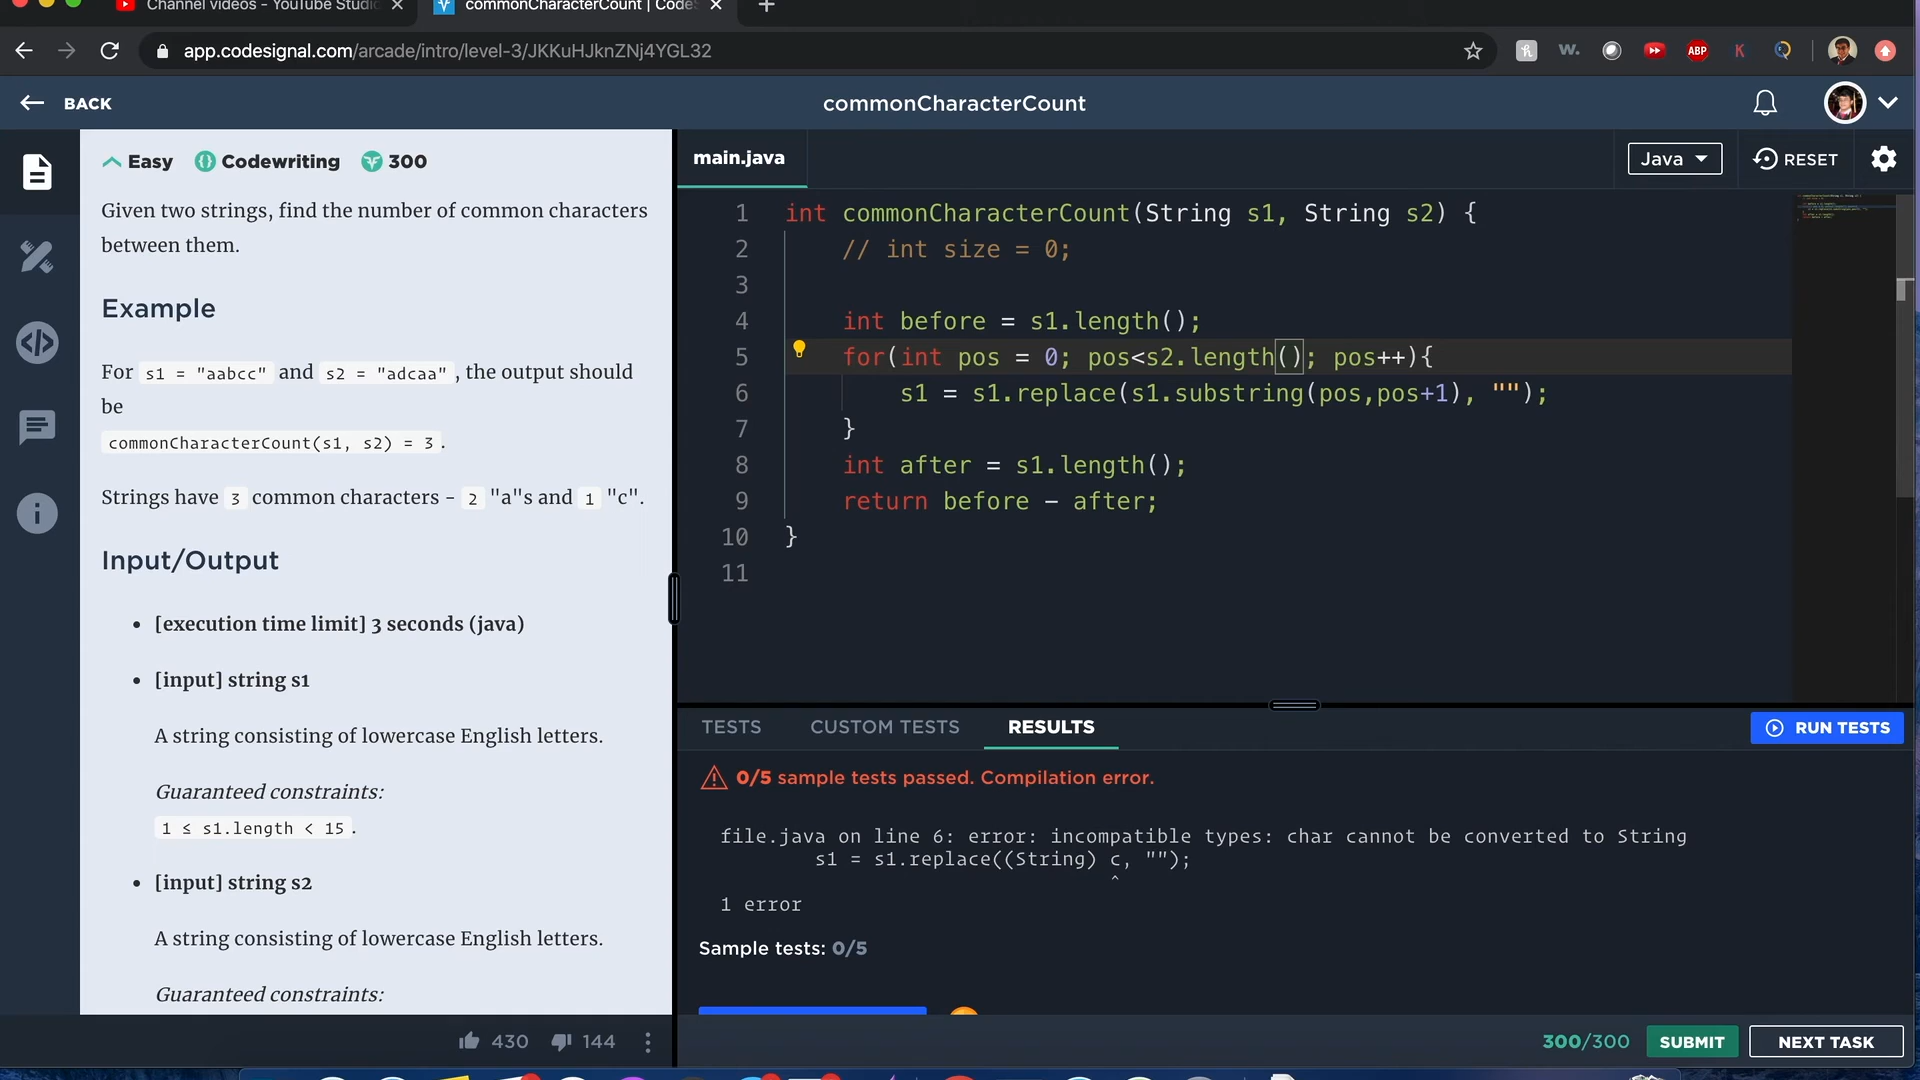 Channel videos - YouTube Studio
commonCharacterCount | CodeS
app.codesignal.com/arcade/intro/level-3/JKKuHJknZNj4YGL32
w.
ABP
K
BACK
commonCharacterCount
Easy Codewriting 300
Given two strings, find the number of common characters
between them.
Example
For s1 = "aabcc" and s2 = "adcaa", the output should
be
commonCharacterCount(s1, s2) = 3.
Strings have 3 common characters - 2 "a"s and 1 "c".
Input/Output
• [execution time limit] 3 seconds (java)
• [input] string s1
A string consisting of lowercase English letters.
Guaranteed constraints:
1 ≤ s1.length < 15.
• [input] string s2
A string consisting of lowercase English letters.
Guaranteed constraints:
430 144
main.java
Java
RESET
1 int commonCharacterCount(String s1, String s2) {
2 // int size = 0;
3
4 int before = s1.length();
5 for(int pos = 0; pos<s2.length(); pos++){
6 s1 = s1.replace(s1.substring(pos,pos+1), "");
7 }
8 int after = s1.length();
9 return before - after;
10 }
11
TESTS CUSTOM TESTS RESULTS
RUN TESTS
0/5 sample tests passed. Compilation error.
file.java on line 6: error: incompatible types: char cannot be converted to String
s1 = s1.replace((String) c, "");
^
1 error
Sample tests: 0/5
300/300 SUBMIT NEXT TASK